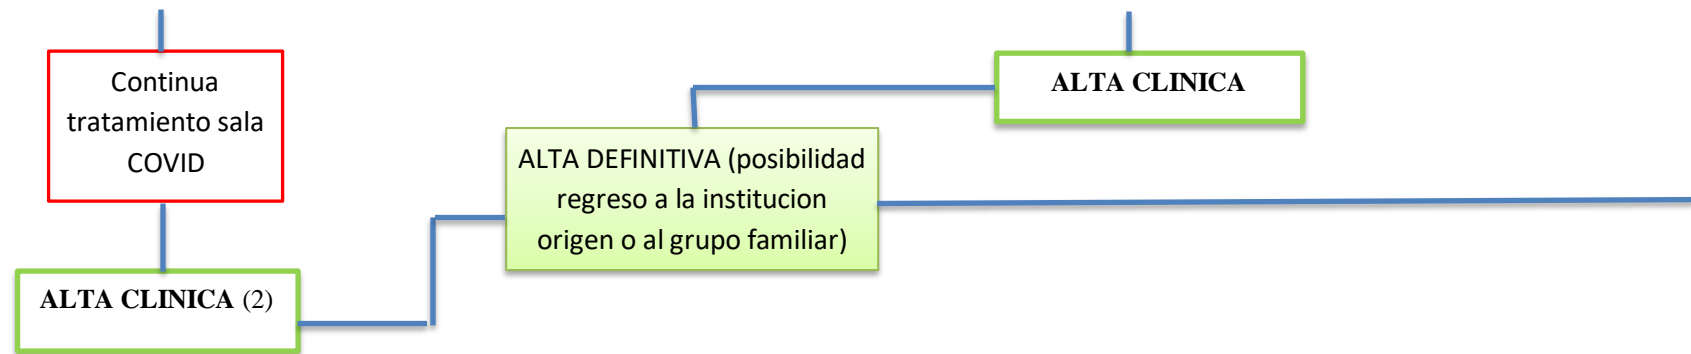 Continua
tratamiento sala
COVID
ALTA CLINICA
ALTA DEFINITIVA (posibilidad
regreso a la institucion
origen o al grupo familiar)
ALTA CLINICA (2)